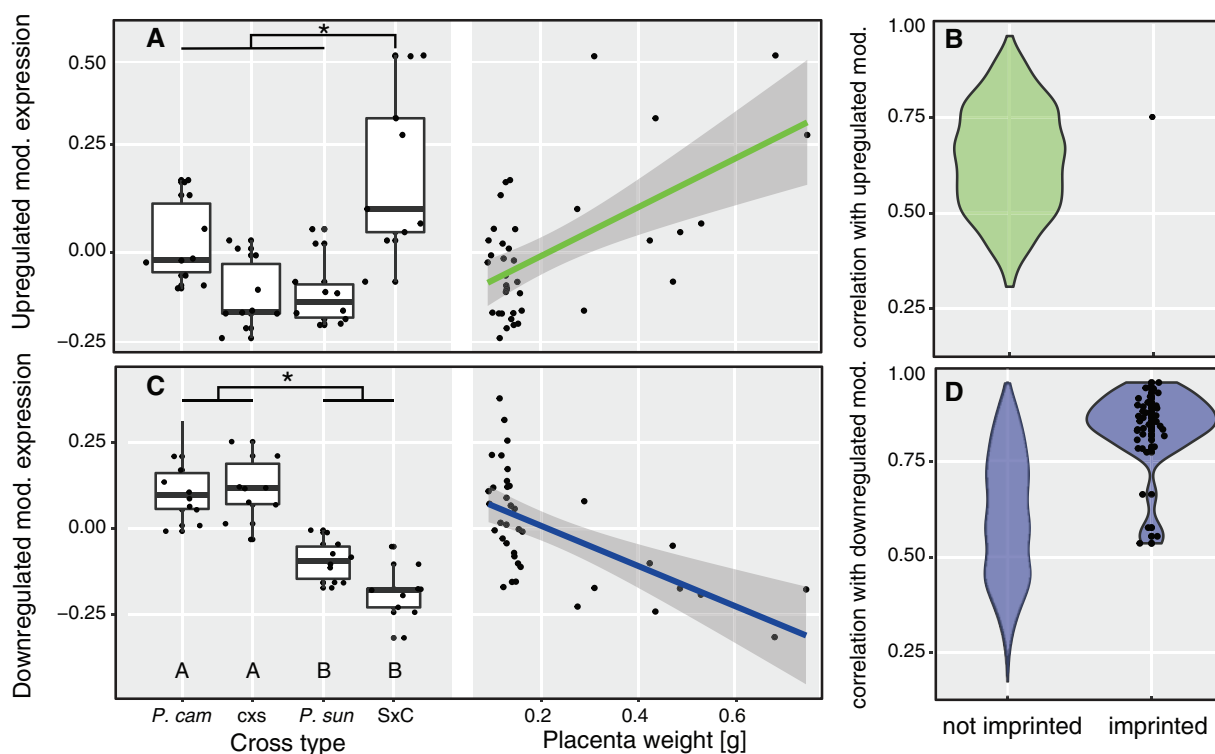 A
*
Upregulated mod. expression
0.50
0.25
0.00
−0.25
B
correlation with upregulated mod.
1.00
0.75
0.50
0.25
C
*
Downregulated mod. expression
0.25
0.00
-0.25
A A B B
P. cam cxs P. sun SxC
Cross type
0.2 0.4 0.6
Placenta weight [g]
D
correlation with downregulated mod.
1.00
0.75
0.50
0.25
not imprinted imprinted